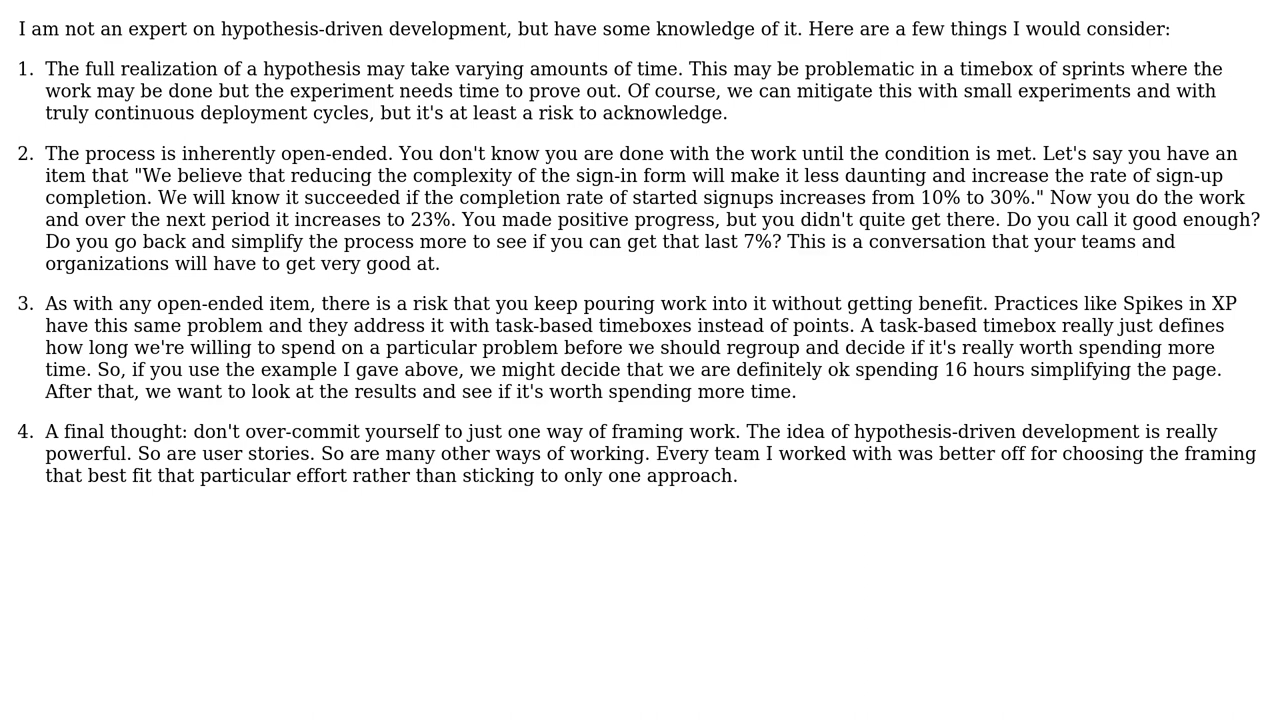 I am not an expert on hypothesis-driven development, but have some knowledge of it. Here are a few things I would consider:
1. The full realization of a hypothesis may take varying amounts of time. This may be problematic in a timebox of sprints where the
work may be done but the experiment needs time to prove out. Of course, we can mitigate this with small experiments and with
truly continuous deployment cycles, but it's at least a risk to acknowledge.
2. The process is inherently open-ended. You don't know you are done with the work until the condition is met. Let's say you have an
item that "We believe that reducing the complexity of the sign-in form will make it less daunting and increase the rate of sign-up
completion. We will know it succeeded if the completion rate of started signups increases from 10% to 30%." Now you do the work
and over the next period it increases to 23%. You made positive progress, but you didn't quite get there. Do you call it good enough?
Do you go back and simplify the process more to see if you can get that last 7%? This is a conversation that your teams and
organizations will have to get very good at.
3. As with any open-ended item, there is a risk that you keep pouring work into it without getting benefit. Practices like Spikes in XP
have this same problem and they address it with task-based timeboxes instead of points. A task-based timebox really just defines
how long we're willing to spend on a particular problem before we should regroup and decide if it's really worth spending more
time. So, if you use the example I gave above, we might decide that we are definitely ok spending 16 hours simplifying the page.
After that, we want to look at the results and see if it's worth spending more time.
4. A final thought: don't over-commit yourself to just one way of framing work. The idea of hypothesis-driven development is really
powerful. So are user stories. So are many other ways of working. Every team I worked with was better off for choosing the framing
that best fit that particular effort rather than sticking to only one approach.